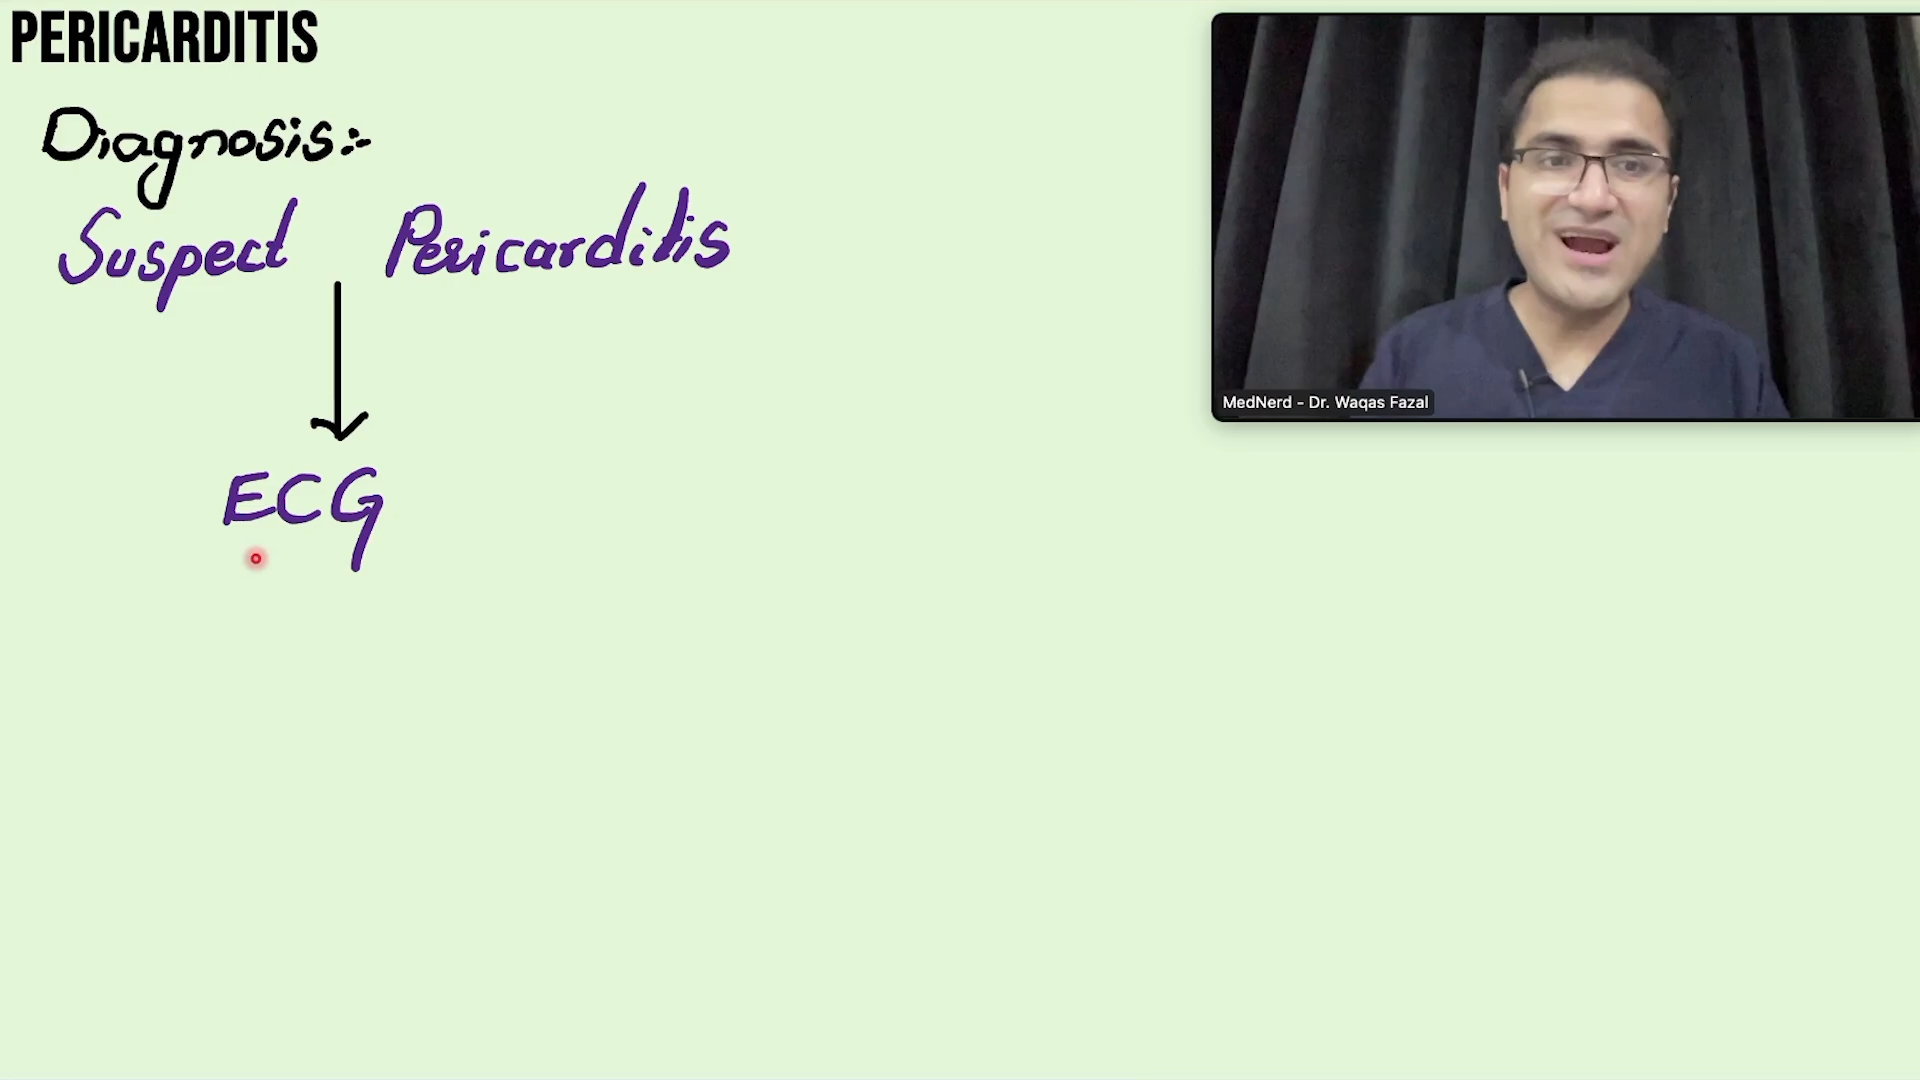 PERICARDITIS
Diagnosis:-
Suspect Pericarditis
ECG
MedNerd - Dr. Waqas Fazal